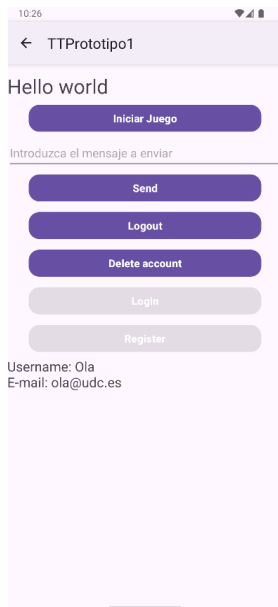 10:26
TTPrototipo1
Hello world
Iniciar Juego
Introduzca el mensaje a enviar
Send
Logout
Delete account
Login
Register
Username: Ola
E-mail: ola@udc.es